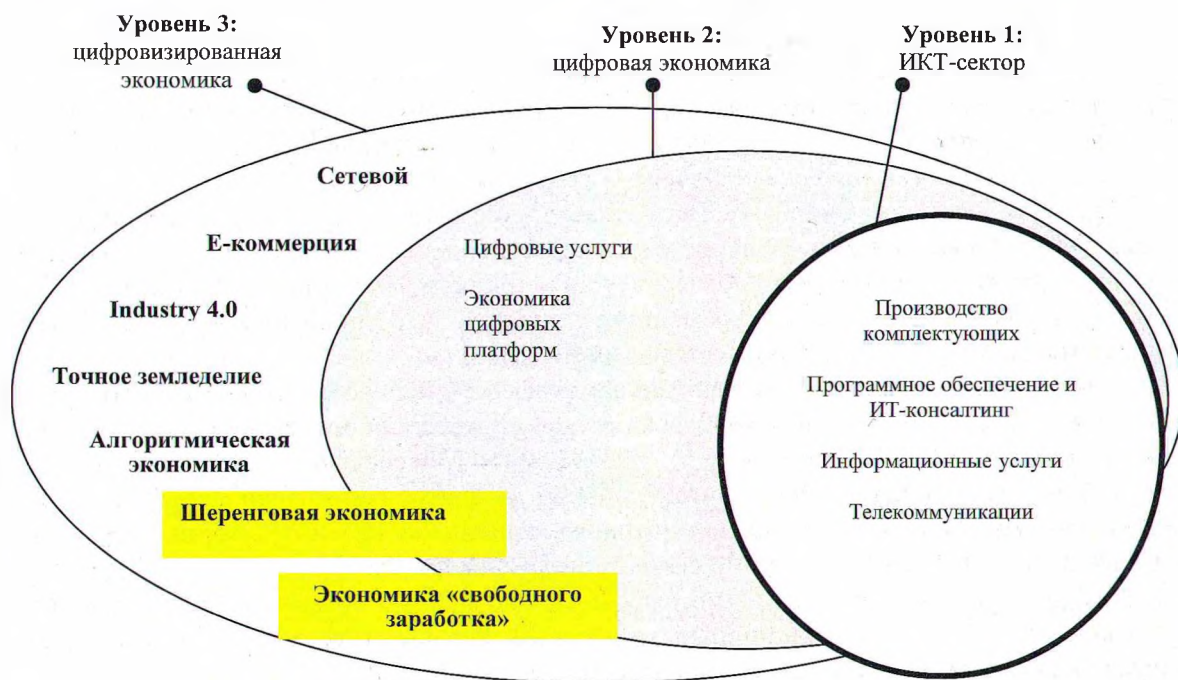 Уровень 3:
цифровизированная
экономика
Уровень 2:
цифровая экономика
Уровень 1:
ИКТ-сектор
Сетевой
Е-коммерция
Industry 4.0
Точное земледелие
Алгоритмическая
экономика
Шеренговая экономика
Экономика «свободного
заработка»
Цифровые услуги
Экономика
цифровых
платформ
Производство
комплектующих
Программное обеспечение и
ИТ-консалтинг
Информационные услуги
Телекоммуникации